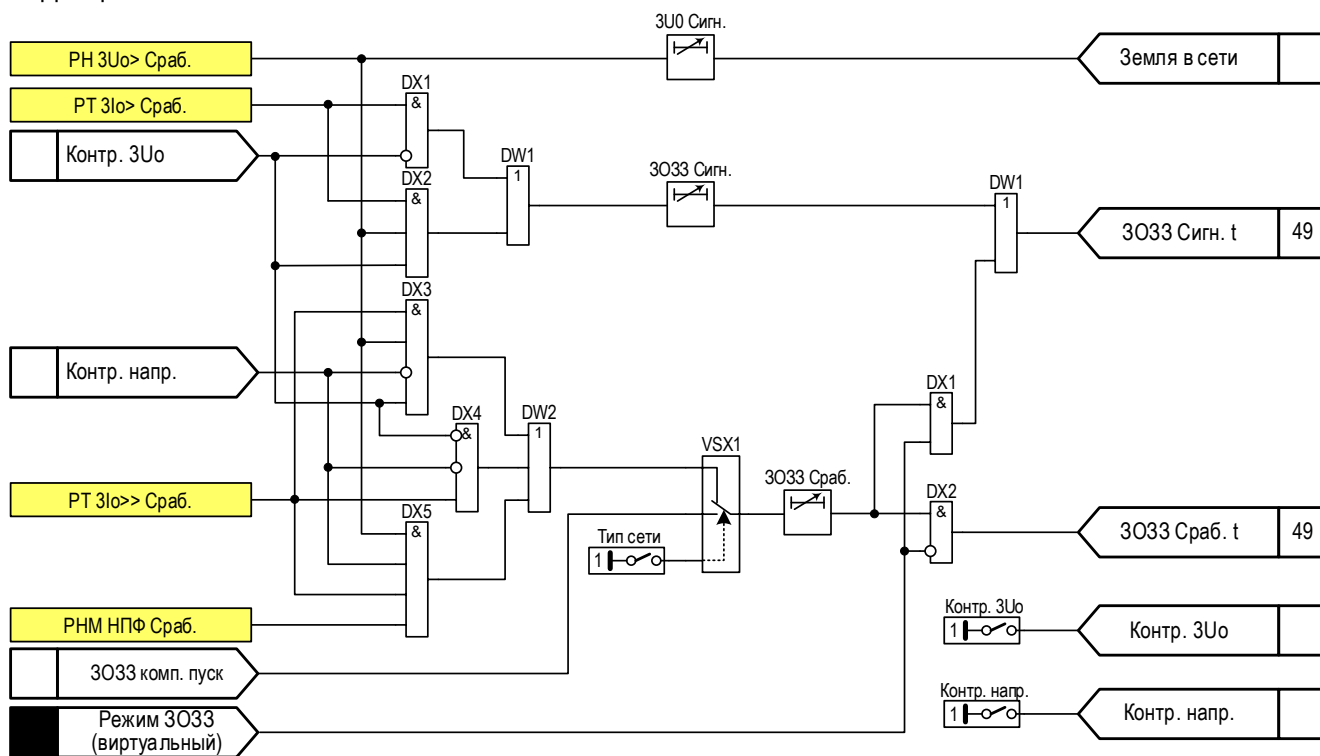 3U0 Сигн.
РН 3Uo> Сраб.
Земля в сети
РТ 3Io> Сраб.
DX1
&
Контр. 3Uo
DW1
1
ЗОЗЗ Сигн.
DX2
&
DW1
1
ЗОЗЗ Сигн. t
49
DX3
&
Контр. напр.
DX1
&
DX4
&
DW2
1
VSX1
ЗОЗЗ Сраб.
РТ 3Io>> Сраб.
DX2
&
DX5
&
Тип сети
1
ЗОЗЗ Сраб. t
49
РНМ НПФ Сраб.
Контр. 3Uo
1
Контр. 3Uo
ЗОЗЗ комп. пуск
Контр. напр.
1
Контр. напр.
Режим ЗОЗЗ
(виртуальный)